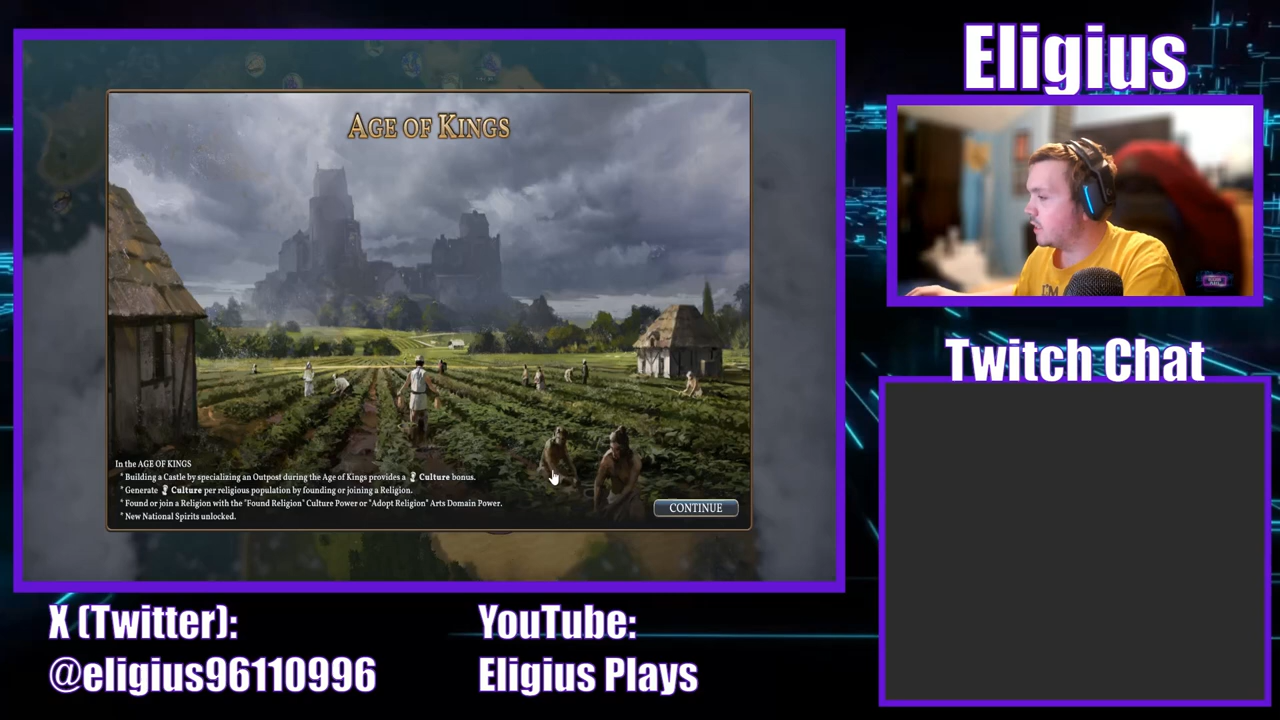 Eligius
AGE OF KINGS
Twitch Chat
In the AGE OF KINGS
* Building a Castle by specializing an Outpost during the Age of Kings provides a Culture bonus.
* Generate Culture per religious population by founding or joining a Religion.
* Found or join a Religion with the "Found Religion" Culture Power or "Adopt Religion" Arts Domain Power.
* New National Spirits unlocked.
CONTINUE
X (Twitter):
@eligius96110996
YouTube:
Eligius Plays